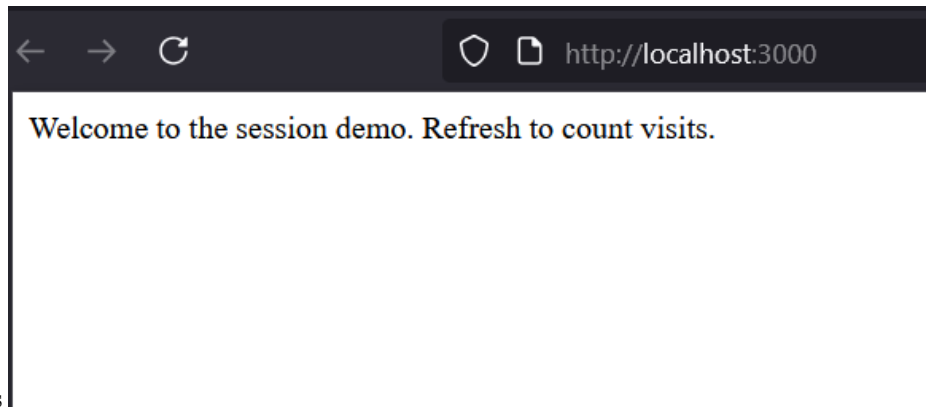 http://localhost:3000
Welcome to the session demo. Refresh to count visits.